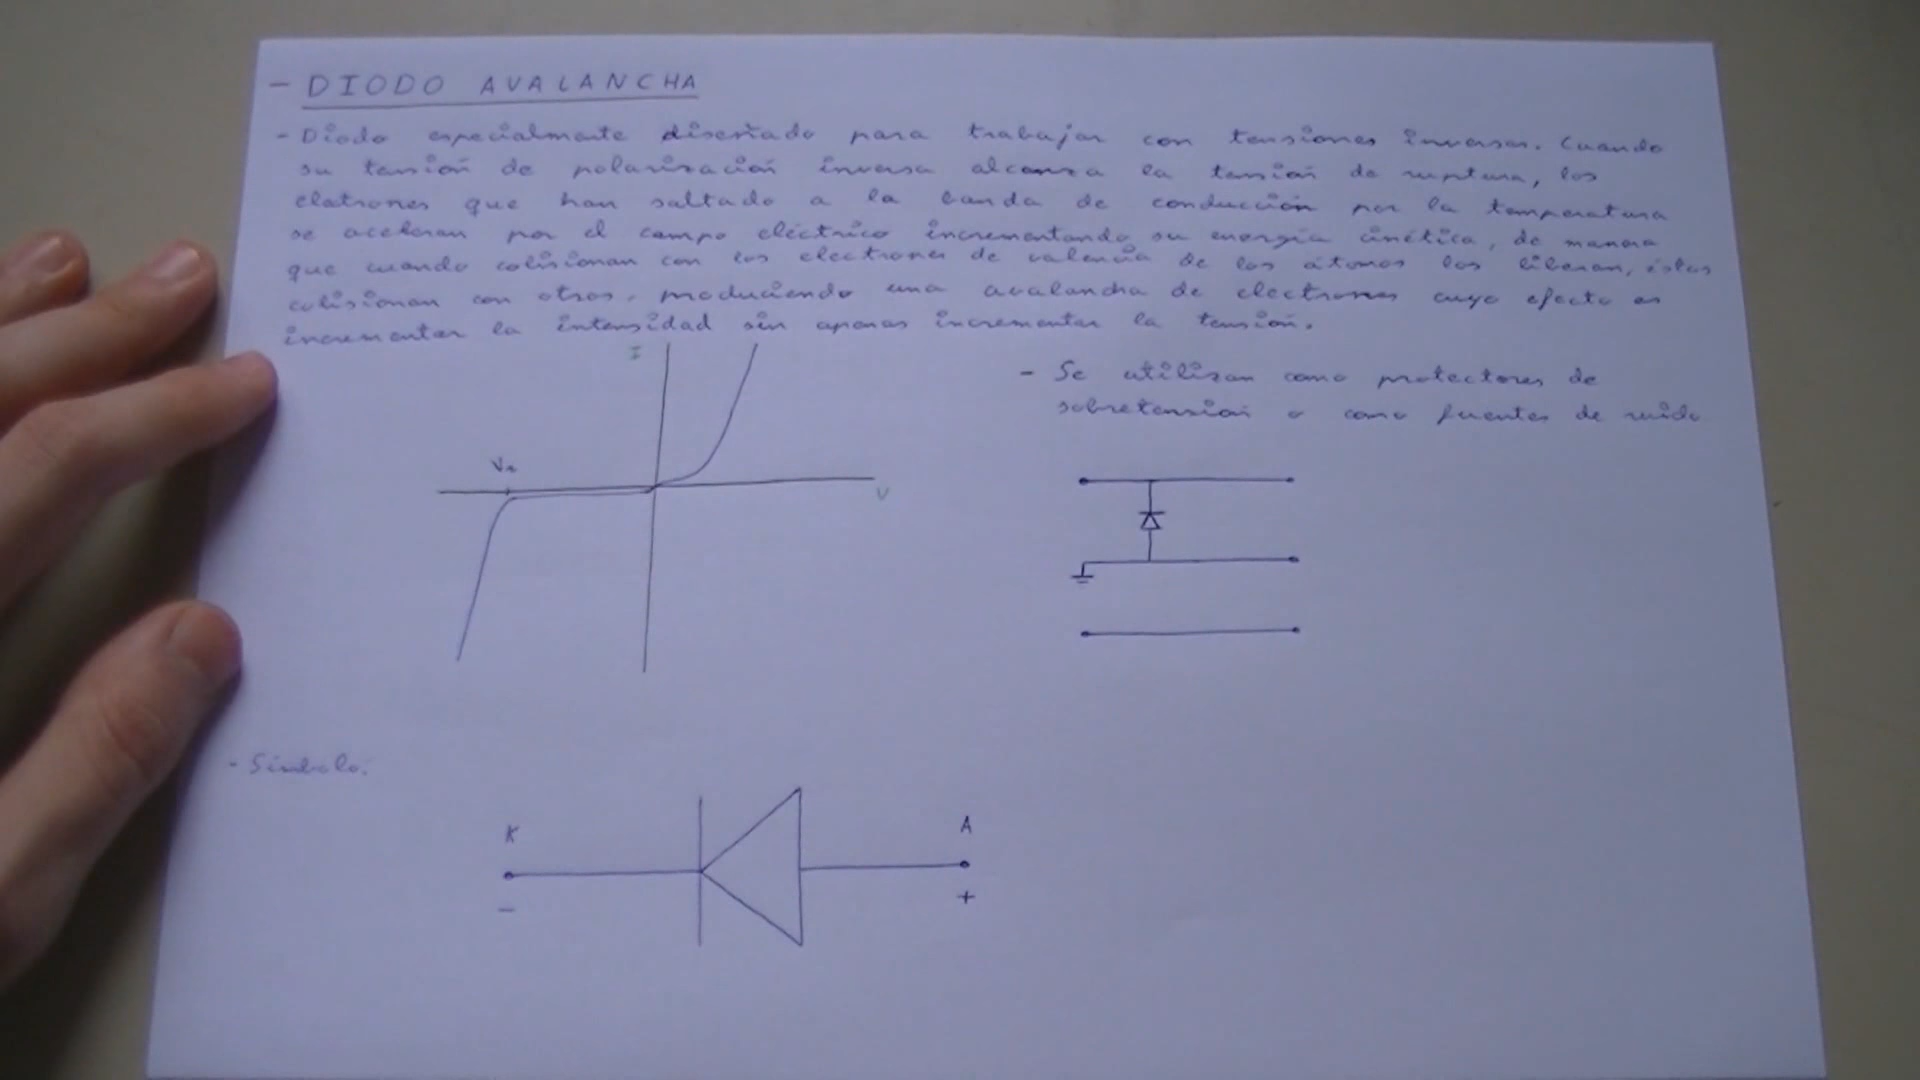 - DIODO AVALANCHA
- Diodo especialmente diseñado para trabajar con tensiones inversas. Cuando
su tensión de polarización inversa alcanza la tensión de ruptura, los
eletrones que han saltado a la banda de conducción por la temperatura
se aceleran por el campo eléctrico incrementando su energía cinética, de manera
que cuando colisionan con los electrones de valencia de los átomos los liberan, éstos
colisionan con otros, produciendo una avalancha de electrones cuyo efecto es
incrementar la intensidad sin apenas incrementar la tensión.
I
V
- Se utilizan como protectores de
sobretensión o como fuentes de ruido
- Símbolo.
K
A
-
+